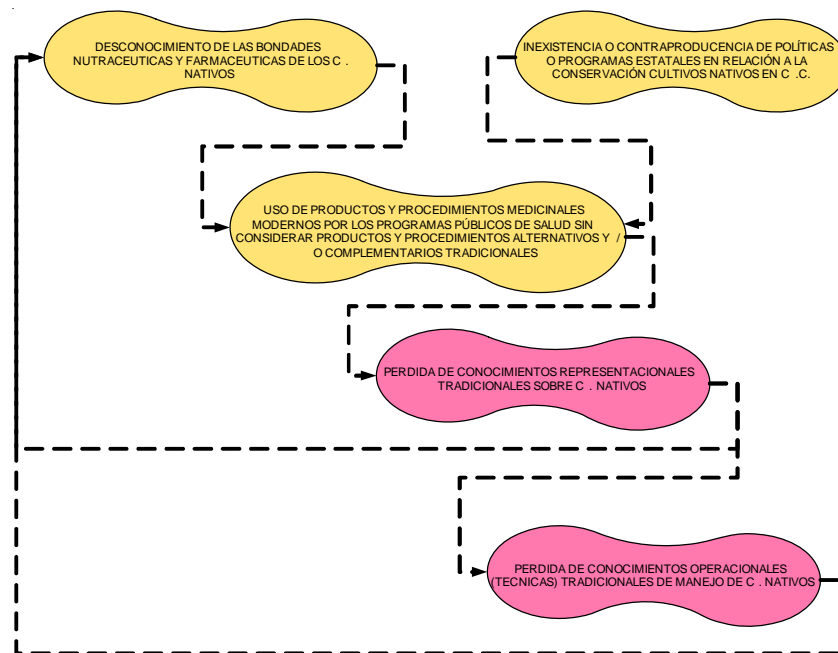 DESCONOCIMIENTO DE LAS BONDADES
NUTRACEUTICAS Y FARMACEUTICAS DE LOS C .
NATIVOS
INEXISTENCIA O CONTRAPRODUCENCIA DE POLÍTICAS
O PROGRAMAS ESTATALES EN RELACIÓN A LA
CONSERVACIÓN CULTIVOS NATIVOS EN C .C.
USO DE PRODUCTOS Y PROCEDIMIENTOS MEDICINALES
MODERNOS POR LOS PROGRAMAS PÚBLICOS DE SALUD SIN
CONSIDERAR PRODUCTOS Y PROCEDIMIENTOS ALTERNATIVOS Y /
O COMPLEMENTARIOS TRADICIONALES
PERDIDA DE CONOCIMIENTOS REPRESENTACIONALES
TRADICIONALES SOBRE C . NATIVOS
PERDIDA DE CONOCIMIENTOS OPERACIONALES
(TECNICAS) TRADICIONALES DE MANEJO DE C . NATIVOS